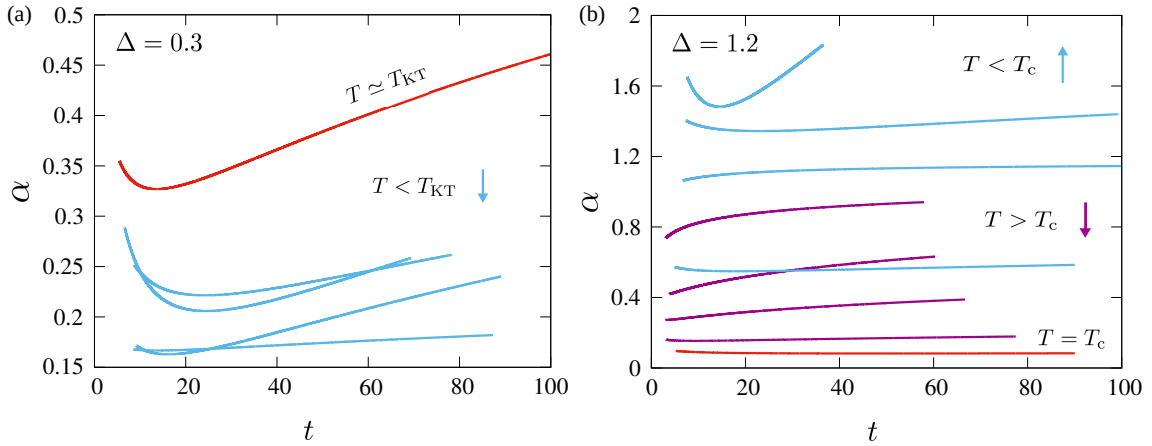 (a)
Δ = 0.3
T ≃ T_KT
T < T_KT
α
0.5
0.45
0.4
0.35
0.3
0.25
0.2
0.15
0 20 40 60 80 100
t
(b)
Δ = 1.2
T < T_c
T > T_c
T = T_c
α
2
1.6
1.2
0.8
0.4
0
0 20 40 60 80 100
t